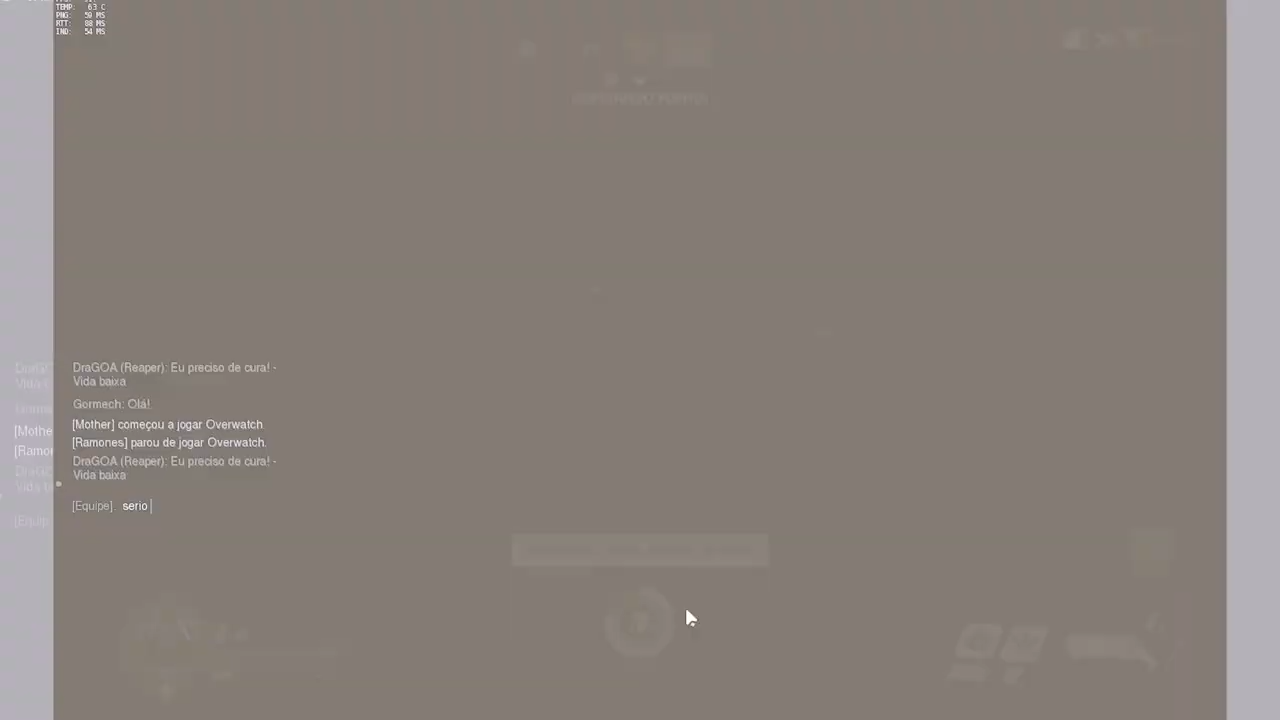 TEMP: 63 C
PNG: 59 MS
RTT: 88 MS
IND: 54 MS
DraGOA (Reaper): Eu preciso de cura! -
Vida baixa
Gormech: Olá!
[Mother] começou a jogar Overwatch.
[Ramones] parou de jogar Overwatch.
DraGOA (Reaper): Eu preciso de cura! -
Vida baixa
[Equipe] serio